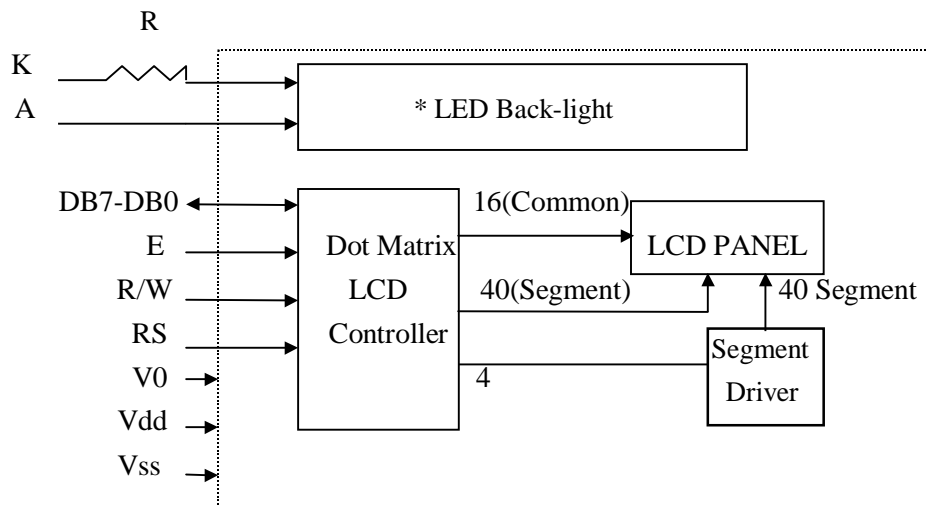 R
K
A
* LED Back-light
DB7-DB0
E
R/W
RS
V0
Vdd
Vss
Dot Matrix
LCD
Controller
16(Common)
40(Segment)
4
LCD PANEL
40 Segment
Segment
Driver